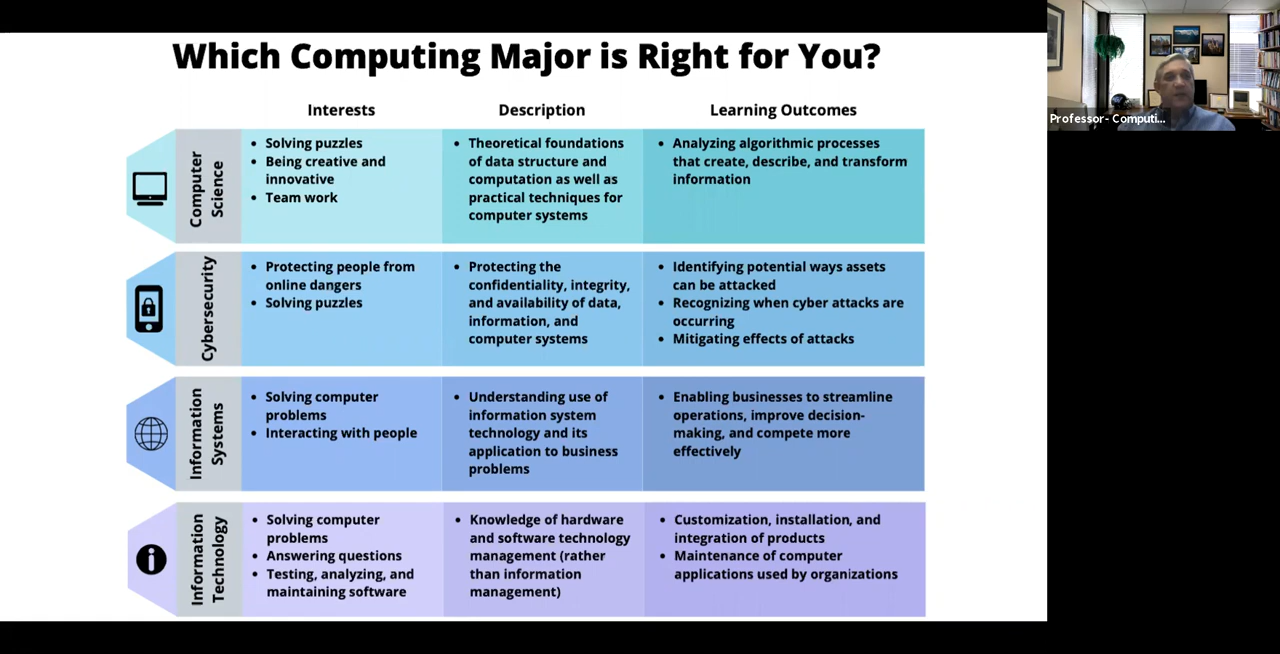 Which Computing Major is Right for You?
Interests
Description
Learning Outcomes
Computer
Science
• Solving puzzles
• Being creative and
innovative
• Team work
• Theoretical foundations
of data structure and
computation as well as
practical techniques for
computer systems
• Analyzing algorithmic processes
that create, describe, and transform
information
Cybersecurity
• Protecting people from
online dangers
• Solving puzzles
• Protecting the
confidentiality, integrity,
and availability of data,
information, and
computer systems
• Identifying potential ways assets
can be attacked
• Recognizing when cyber attacks are
occurring
• Mitigating effects of attacks
Information
Systems
• Solving computer
problems
• Interacting with people
• Understanding use of
information system
technology and its
application to business
problems
• Enabling businesses to streamline
operations, improve decision-
making, and compete more
effectively
Information
Technology
• Solving computer
problems
• Answering questions
• Testing, analyzing, and
maintaining software
• Knowledge of hardware
and software technology
management (rather
than information
management)
• Customization, installation, and
integration of products
• Maintenance of computer
applications used by organizations
Professor- Computi...